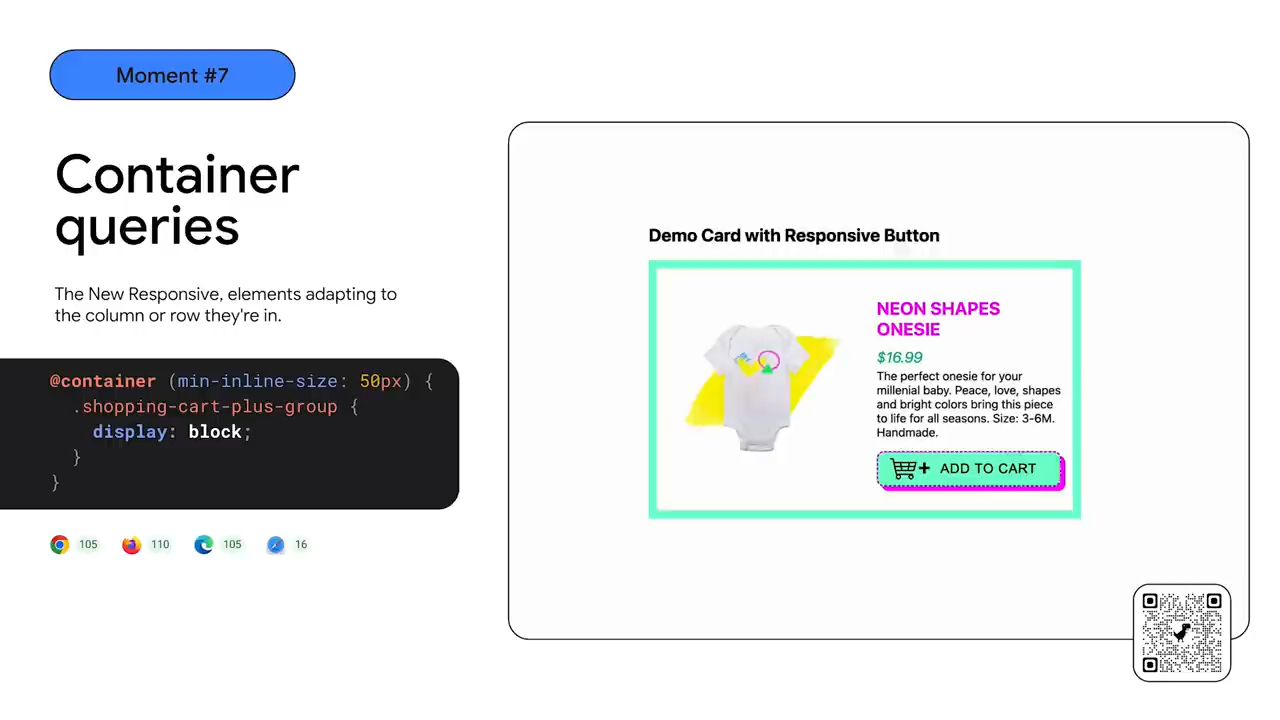 Moment #7
Container
queries
The New Responsive, elements adapting to
the column or row they're in.
@container (min-inline-size: 50px) {
.shopping-cart-plus-group {
display: block;
}
}
105 110 105 16
Demo Card with Responsive Button
NEON SHAPES
ONESIE
$16.99
The perfect onesie for your
millenial baby. Peace, love, shapes
and bright colors bring this piece
to life for all seasons. Size: 3-6M.
Handmade.
ADD TO CART